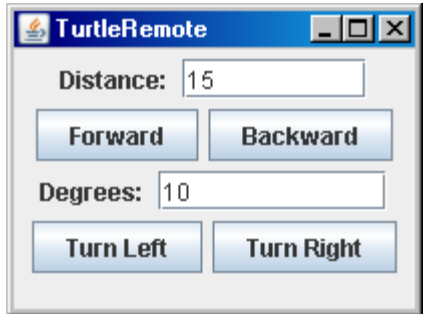 TurtleRemote
Distance: 15
Forward Backward
Degrees: 10
Turn Left Turn Right